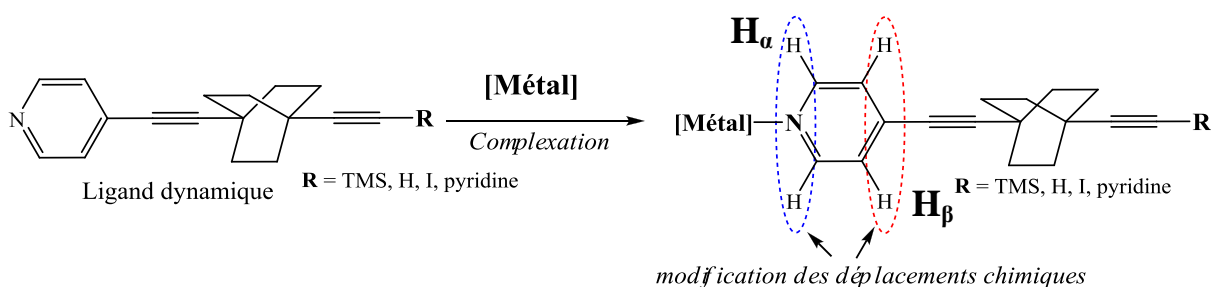 N
R
Ligand dynamique
R = TMS, H, I, pyridine
[Métal]
Complexation
Hα
H
H
[Métal]
N
R
H
H
Hβ
R = TMS, H, I, pyridine
modification des déplacements chimiques